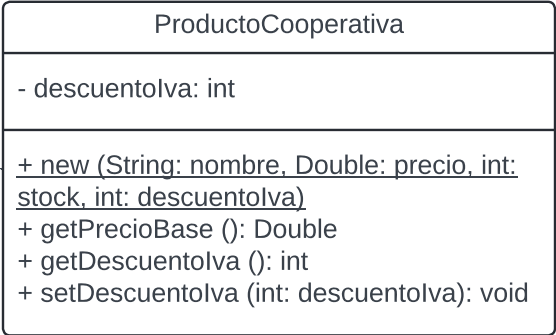 ProductoCooperativa
- descuentoIva: int
+ new (String: nombre, Double: precio, int:
stock, int: descuentoIva)
+ getPrecioBase (): Double
+ getDescuentoIva (): int
+ setDescuentoIva (int: descuentoIva): void